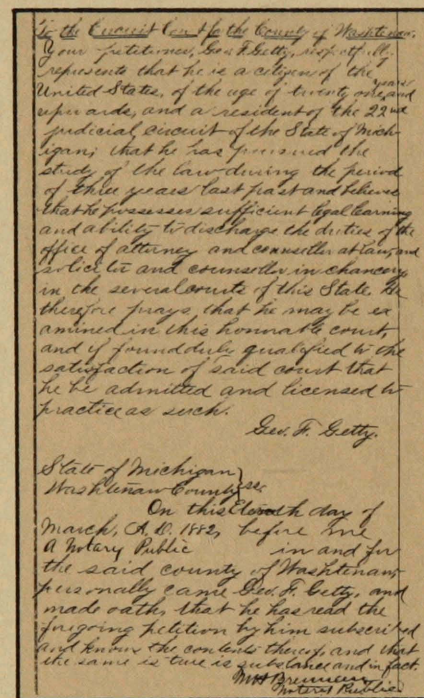 To the Circuit Court for the County of Washtenaw.
Your petitioner, Geo. F. Getty, respectfully
represents that he is a citizen of the
United States, of the age of twenty one years and
upwards, and a resident of the 22nd
judicial circuit of the State of Mich-
igan; that he has pursued the
study of the law during the period
of three years last past and believes
that he possesses sufficient legal learning
and ability to discharge the duties of the
office of attorney and counsellor at law, and
solicitor and counsellor in chancery
in the several courts of this State. He
therefore prays, that he may be ex
amined in this honorable court,
and if found duly qualified to the
satisfaction of said court that
he be admitted and licensed to
practice as such.
Geo. F. Getty.
State of Michigan }
Washtenaw County } ss.
On this Eleventh day of
March, A.D. 1882, before me
A Notary Public in and for
the said county of Washtenaw,
personally came Geo. F. Getty, and
made oath, that he has read the
foregoing petition by him subscribed
and knows the contents thereof, and that
the same is true is substance and in fact.
Notary Public